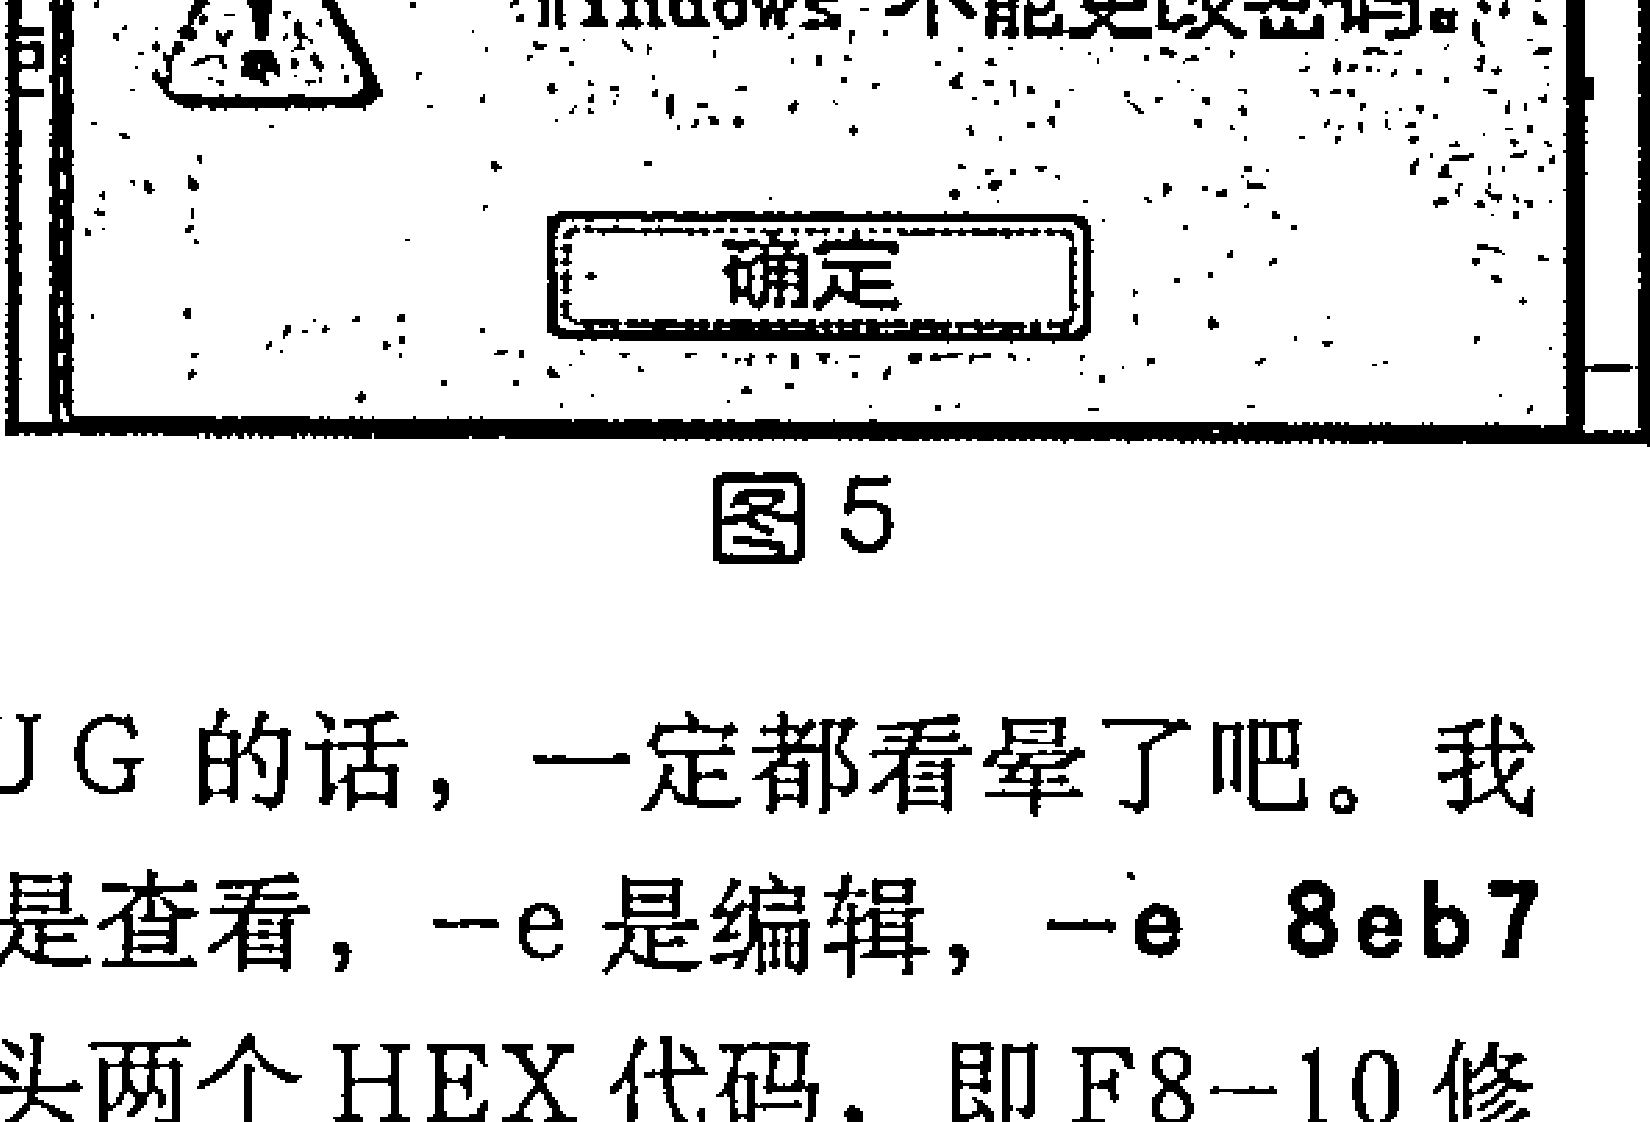 Windows 不能更改密码。
确定
图 5
UG 的话，一定都看晕了吧。我
是查看，-e 是编辑，-e 8eb7
头两个 HEX 代码，即 F8-10 修